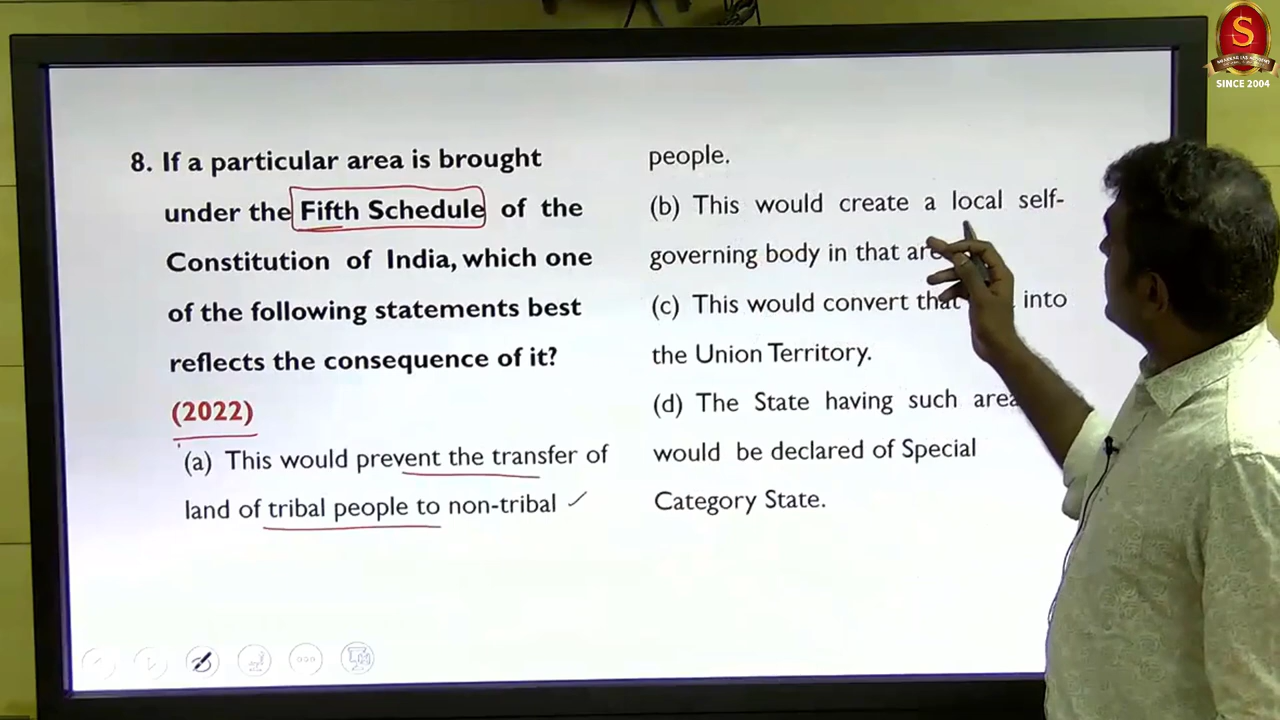 8. If a particular area is brought
under the Fifth Schedule of the
Constitution of India, which one
of the following statements best
reflects the consequence of it?
(2022)
(a) This would prevent the transfer of
land of tribal people to non-tribal
people.
(b) This would create a local self-
governing body in that
(c) This would convert that into
the Union Territory.
(d) The State having such
would be declared of Special
Category State.
S
SINCE 2004